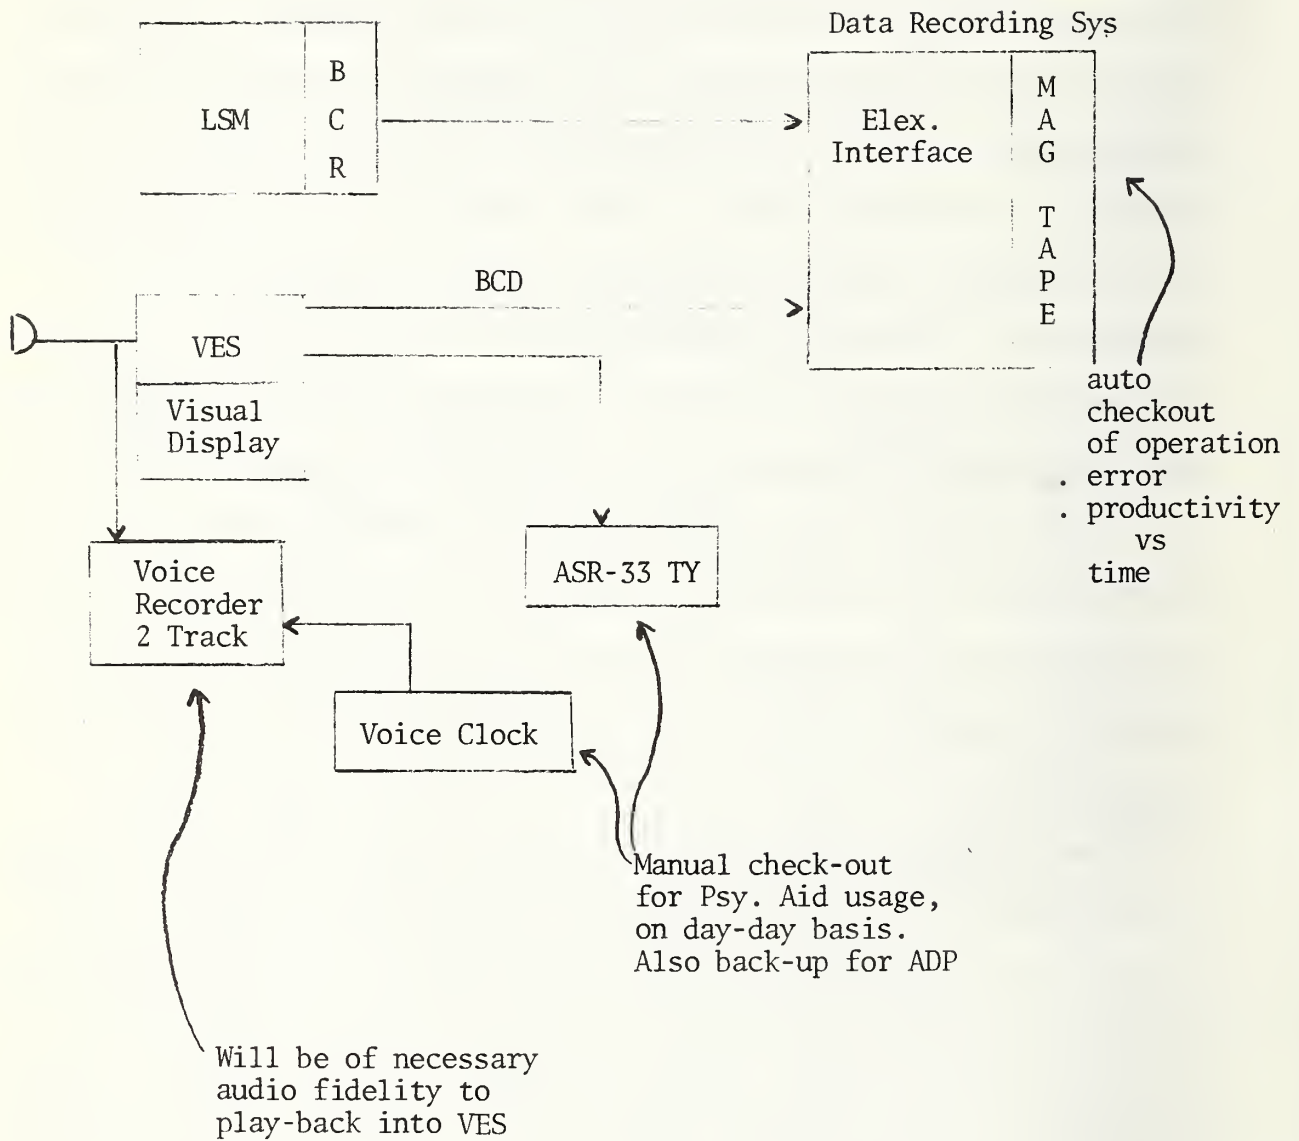 Data Recording Sys
LSM
B
C
R
Elex.
Interface
M
A
G
T
A
P
E
BCD
VES
Visual
Display
auto
checkout
of operation
. error
. productivity
vs
time
Voice
Recorder
2 Track
ASR-33 TY
Voice Clock
Manual check-out
for Psy. Aid usage,
on day-day basis.
Also back-up for ADP
Will be of necessary
audio fidelity to
play-back into VES